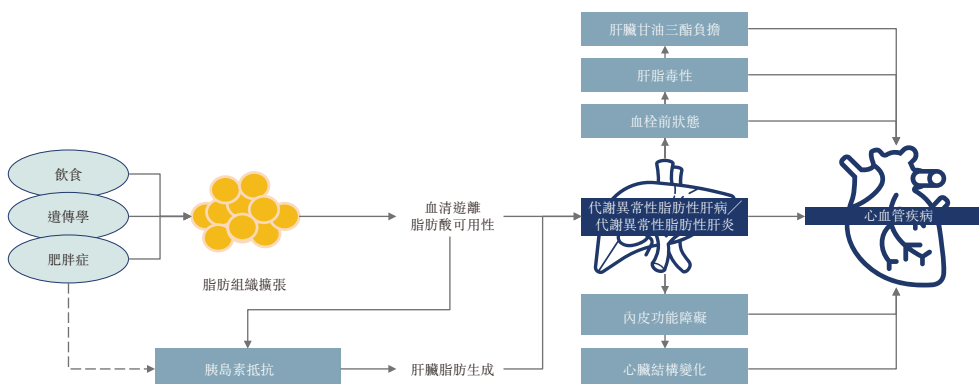 肝臟甘油三酯負擔
肝脂毒性
血栓前狀態
飲食
遺傳學
肥胖症
脂肪組織擴張
血清遊離
脂肪酸可用性
代謝異常性脂肪性肝病／
代謝異常性脂肪性肝炎
心血管疾病
內皮功能障礙
心臟結構變化
胰島素抵抗
肝臟脂肪生成